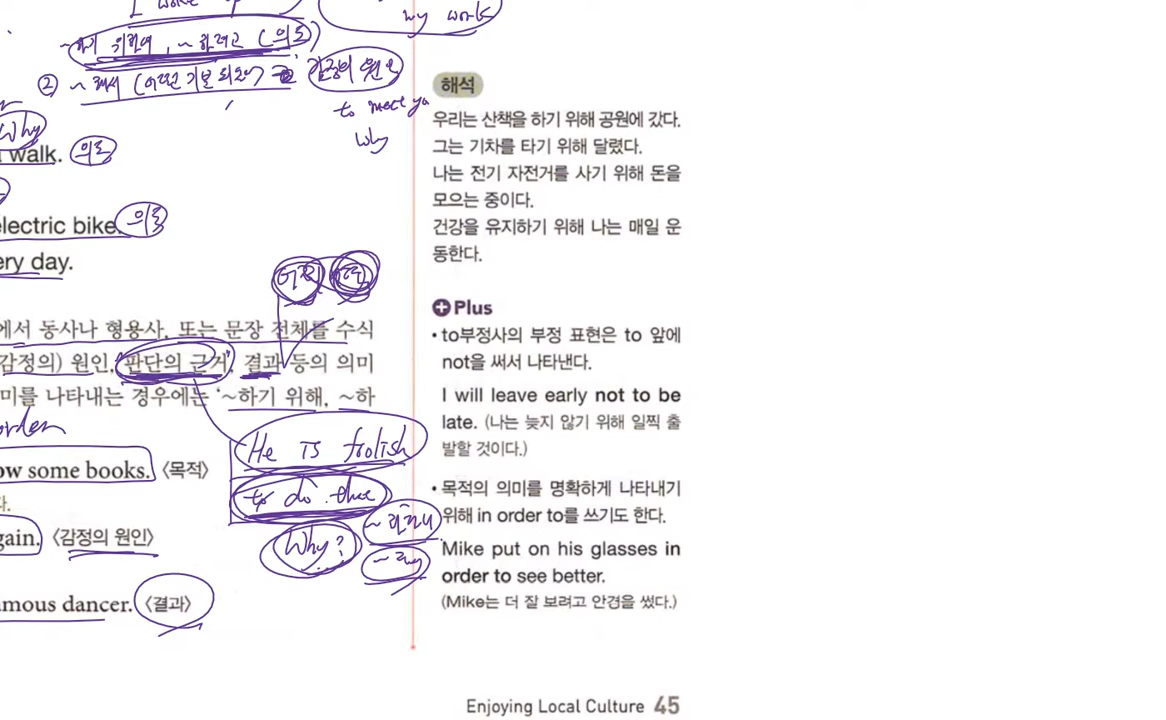 I woke up
my work
~하기 위하여, ~하려고 (의도)
② ~해서 (어떤 기분 되었어) 감정의 원인
to meet yo
Why
Why
walk. 의도
electric bike. 의도
ery day.
해석
우리는 산책을 하기 위해 공원에 갔다.
그는 기차를 타기 위해 달렸다.
나는 전기 자전거를 사기 위해 돈을
모으는 중이다.
건강을 유지하기 위해 나는 매일 운
동한다.
에서 동사나 형용사, 또는 문장 전체를 수식
감정의) 원인, 판단의 근거, 결과 등의 의미
미를 나타내는 경우에는 '~하기 위해, ~하
order
He is foolish
ow some books. 〈목적〉
to do that
다.
Why?
~하다니
gain. 〈감정의 원인〉
amous dancer. 〈결과〉
Plus
• to부정사의 부정 표현은 to 앞에
not을 써서 나타낸다.
I will leave early not to be
late. (나는 늦지 않기 위해 일찍 출
발할 것이다.)
• 목적의 의미를 명확하게 나타내기
위해 in order to를 쓰기도 한다.
Mike put on his glasses in
order to see better.
(Mike는 더 잘 보려고 안경을 썼다.)
Enjoying Local Culture 45